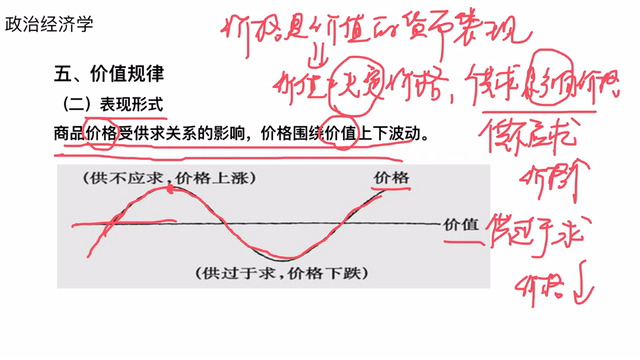 政治经济学
价格是价值的货币表现
五、价值规律
价值决定价格，供求影响价格
（二）表现形式
商品价格受供求关系的影响，价格围绕价值上下波动。
供不应求
价格个
(供不应求,价格上涨)
价格
价值
供过于求
(供过于求,价格下跌)
价格↓